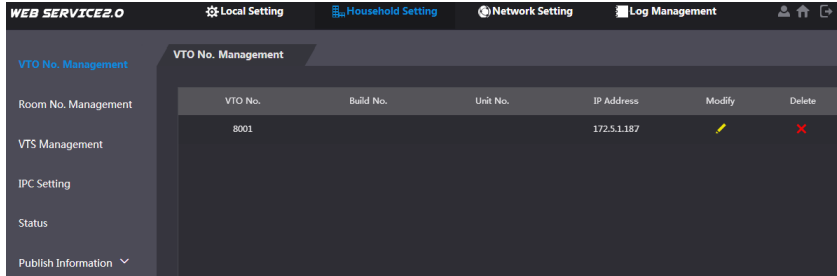 WEB SERVICE2.0 Local Setting Household Setting Network Setting Log Management
VTO No. Management
VTO No. Management
Room No. Management
VTS Management
IPC Setting
Status
Publish Information
VTO No. Build No. Unit No. IP Address Modify Delete
8001 172.5.1.187